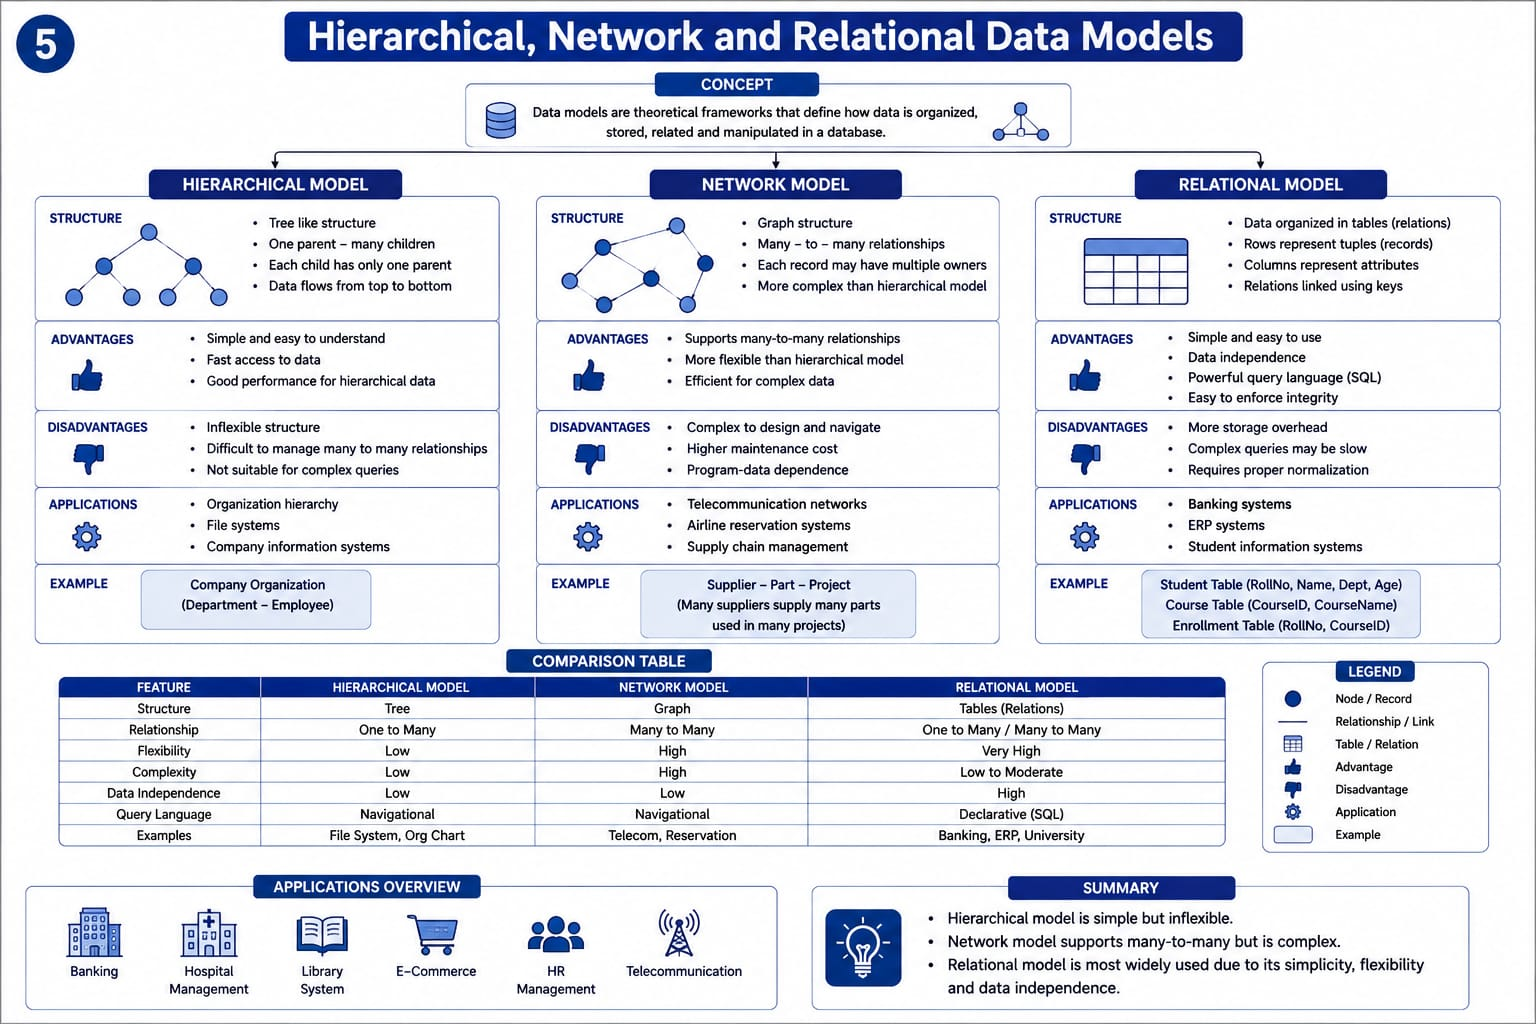 5
Hierarchical, Network and Relational Data Models
CONCEPT
Data models are theoretical frameworks that define how data is organized,
stored, related and manipulated in a database.
HIERARCHICAL MODEL
STRUCTURE
• Tree like structure
• One parent – many children
• Each child has only one parent
• Data flows from top to bottom
ADVANTAGES
• Simple and easy to understand
• Fast access to data
• Good performance for hierarchical data
DISADVANTAGES
• Inflexible structure
• Difficult to manage many to many relationships
• Not suitable for complex queries
APPLICATIONS
• Organization hierarchy
• File systems
• Company information systems
EXAMPLE
Company Organization
(Department – Employee)
NETWORK MODEL
STRUCTURE
• Graph structure
• Many – to – many relationships
• Each record may have multiple owners
• More complex than hierarchical model
ADVANTAGES
• Supports many-to-many relationships
• More flexible than hierarchical model
• Efficient for complex data
DISADVANTAGES
• Complex to design and navigate
• Higher maintenance cost
• Program-data dependence
APPLICATIONS
• Telecommunication networks
• Airline reservation systems
• Supply chain management
EXAMPLE
Supplier – Part – Project
(Many suppliers supply many parts
used in many projects)
RELATIONAL MODEL
STRUCTURE
• Data organized in tables (relations)
• Rows represent tuples (records)
• Columns represent attributes
• Relations linked using keys
ADVANTAGES
• Simple and easy to use
• Data independence
• Powerful query language (SQL)
• Easy to enforce integrity
DISADVANTAGES
• More storage overhead
• Complex queries may be slow
• Requires proper normalization
APPLICATIONS
• Banking systems
• ERP systems
• Student information systems
EXAMPLE
Student Table (RollNo, Name, Dept, Age)
Course Table (CourseID, CourseName)
Enrollment Table (RollNo, CourseID)
COMPARISON TABLE
FEATURE HIERARCHICAL MODEL NETWORK MODEL RELATIONAL MODEL
Structure Tree Graph Tables (Relations)
Relationship One to Many Many to Many One to Many / Many to Many
Flexibility Low High Very High
Complexity Low High Low to Moderate
Data Independence Low Low High
Query Language Navigational Navigational Declarative (SQL)
Examples File System, Org Chart Telecom, Reservation Banking, ERP, University
LEGEND
Node / Record
Relationship / Link
Table / Relation
Advantage
Disadvantage
Application
Example
APPLICATIONS OVERVIEW
Banking
Hospital
Management
Library
System
E-Commerce
HR
Management
Telecommunication
SUMMARY
• Hierarchical model is simple but inflexible.
• Network model supports many-to-many but is complex.
• Relational model is most widely used due to its simplicity, flexibility
and data independence.